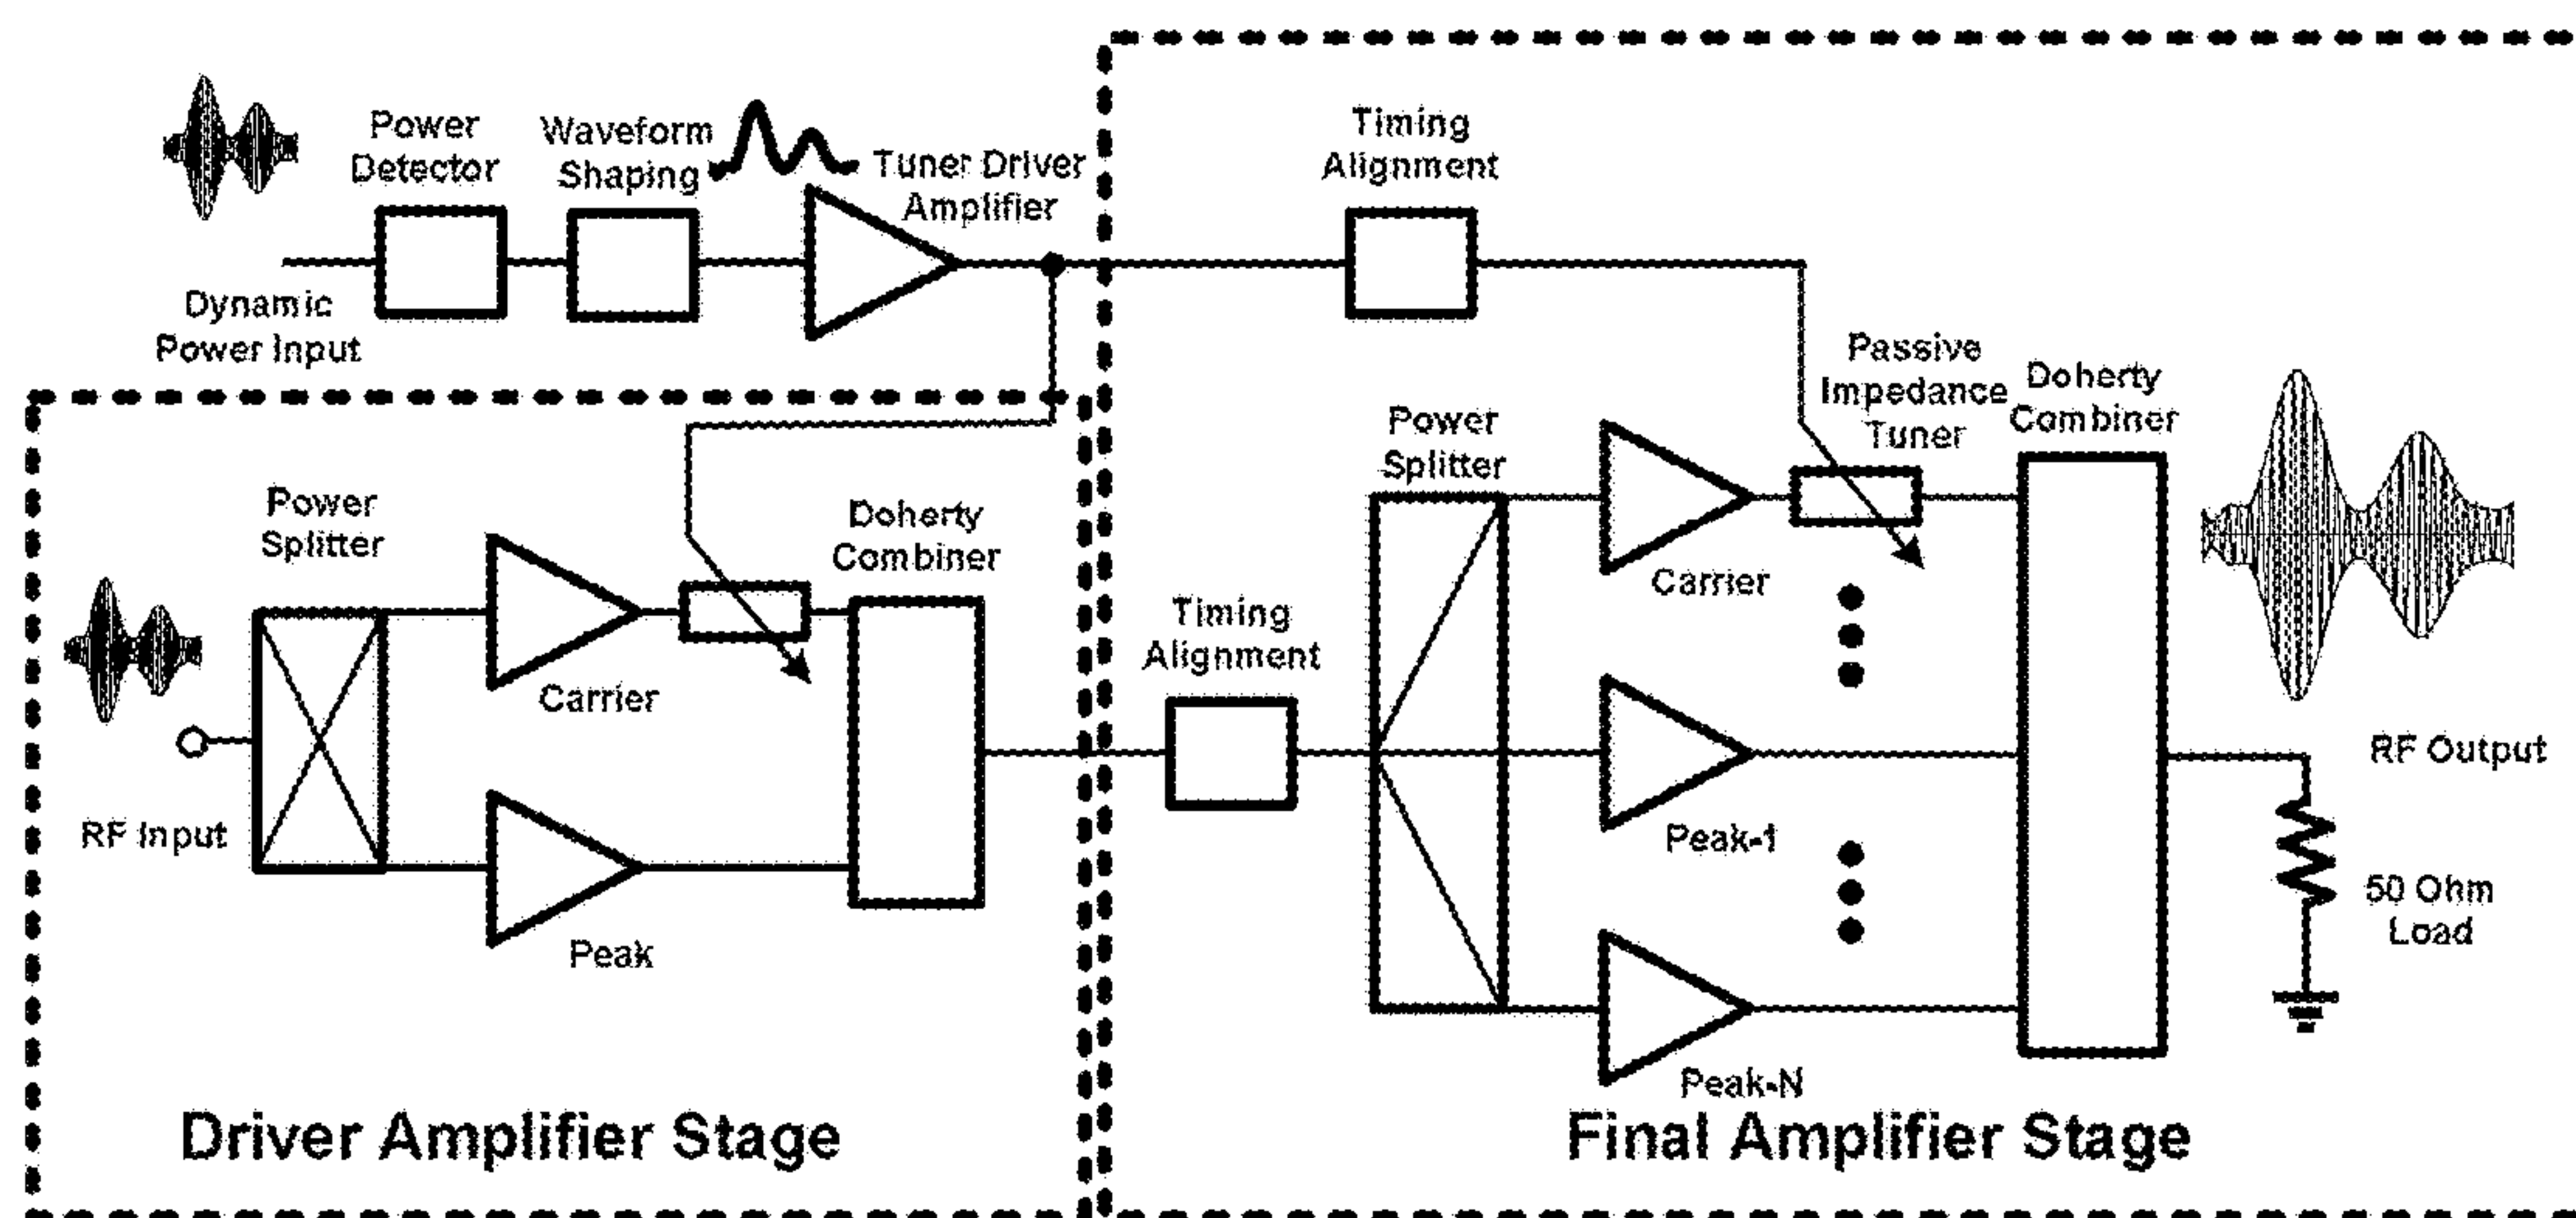 Power
Detector
Waveform
Shaping
Tuner Driver
Amplifier
Timing
Alignment
Dynamic
Power Input
Passive
Impedance
Tuner
Doherty
Combiner
Power
Splitter
Carrier
Power
Splitter
Doherty
Combiner
Carrier
Timing
Alignment
RF Input
Peak
Peak-1
RF Output
50 Ohm
Load
Peak-N
Driver Amplifier Stage
Final Amplifier Stage